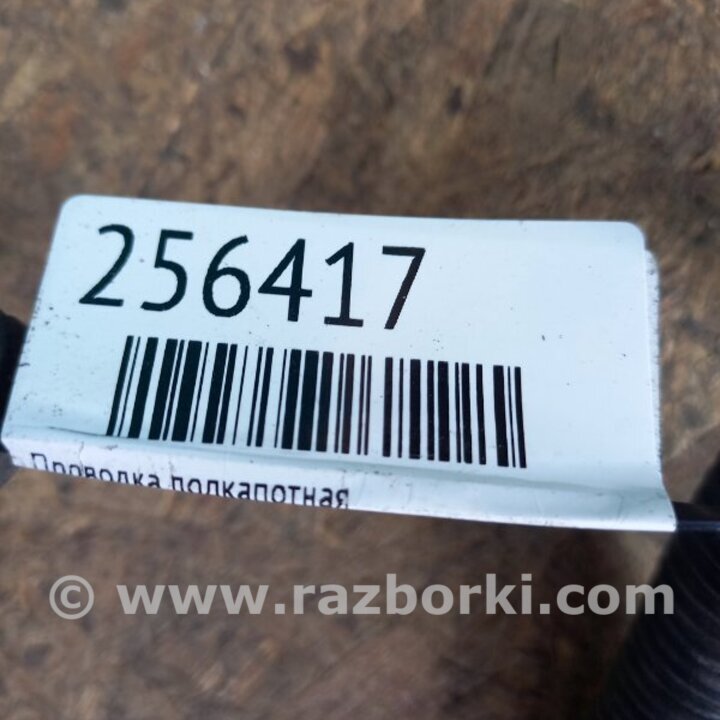 256417
Проводка подкапотная
© www.razborki.com